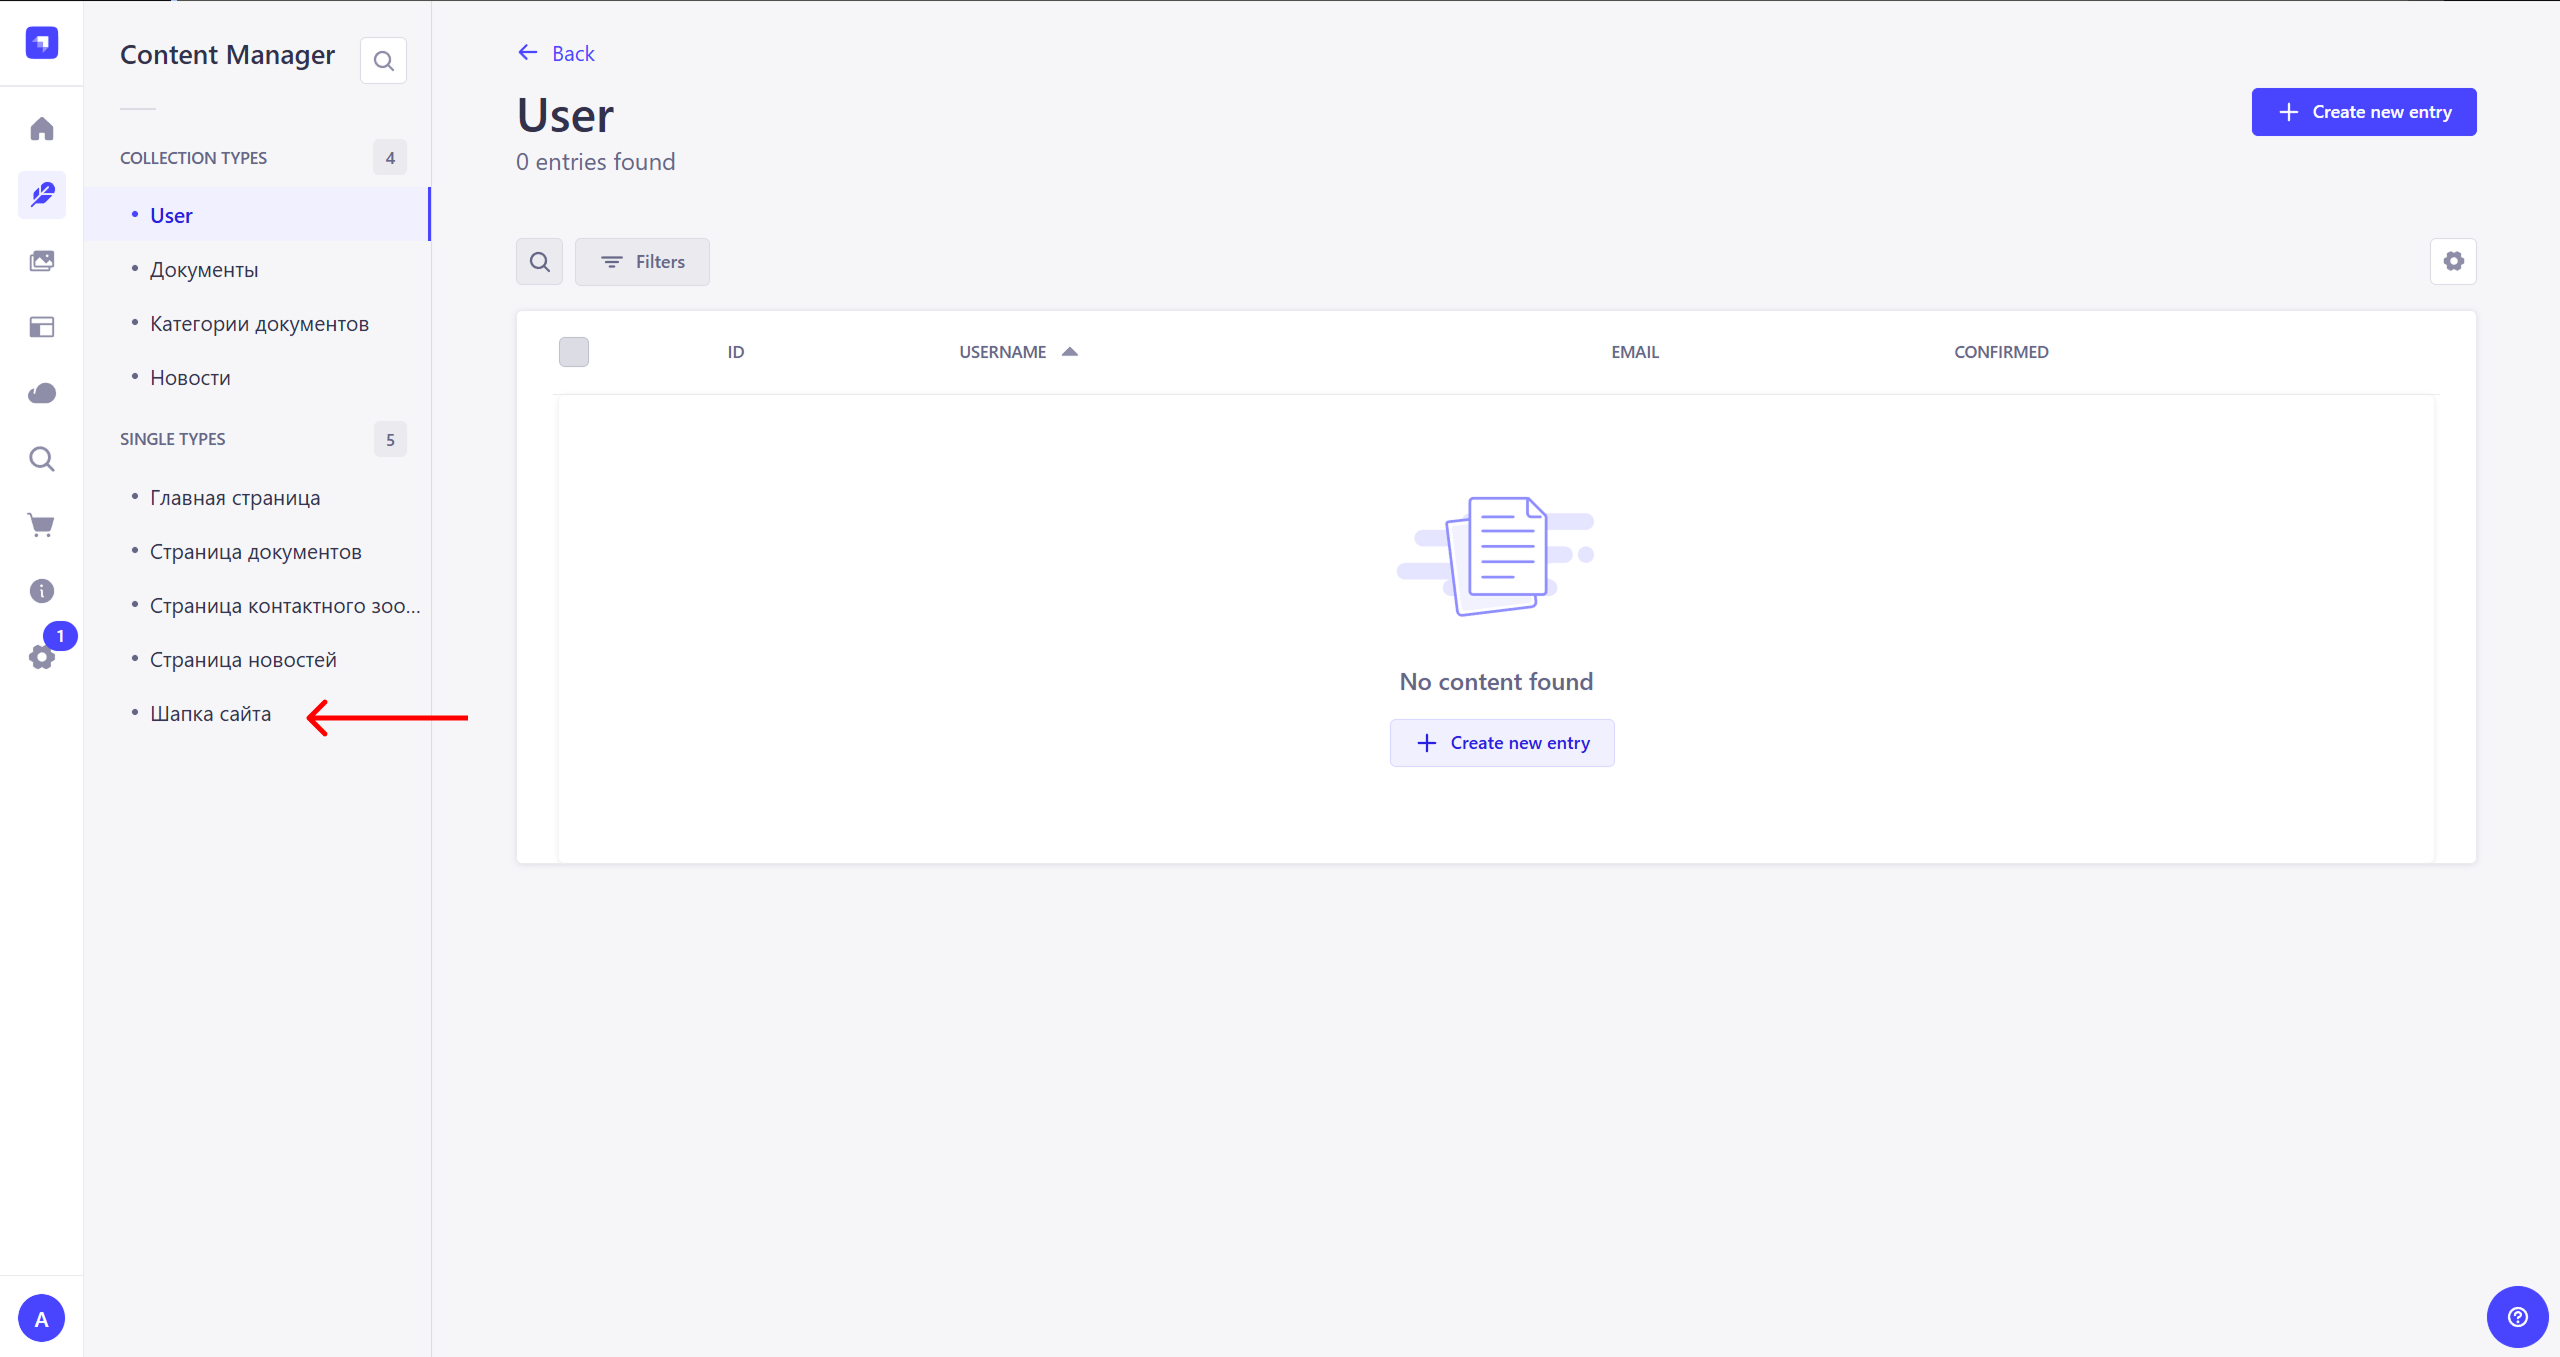 Content Manager
COLLECTION TYPES 4
User
Документы
Категории документов
Новости
SINGLE TYPES 5
Главная страница
Страница документов
Страница контактного зоо...
Страница новостей
Шапка сайта
1
A
Back
User
0 entries found
Create new entry
Filters
ID USERNAME EMAIL CONFIRMED
No content found
Create new entry